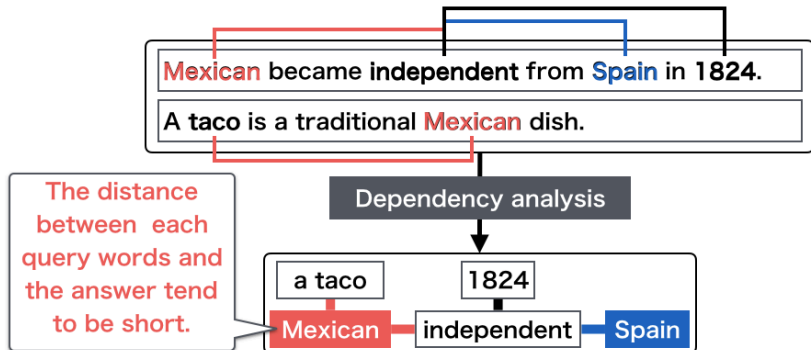 Mexican became independent from Spain in 1824.
A taco is a traditional Mexican dish.
Dependency analysis
The distance
between each
query words and
the answer tend
to be short.
a taco
1824
Mexican
independent
Spain